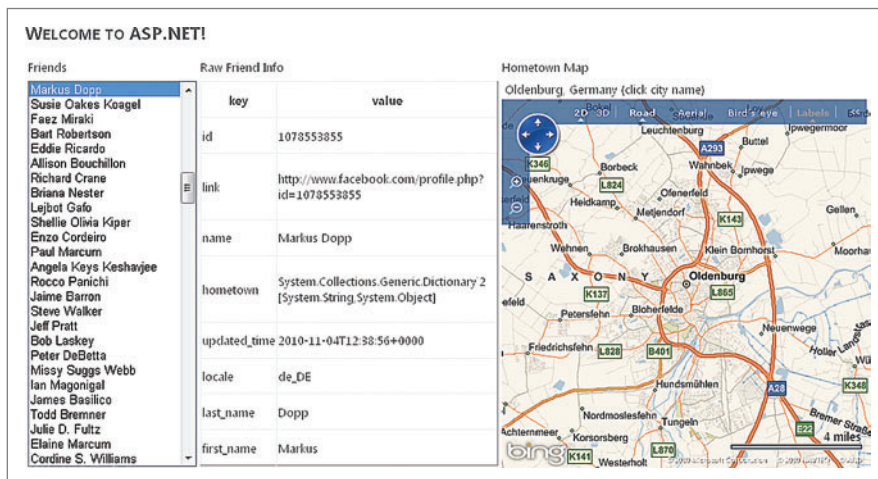 WELCOME TO ASP.NET!
Friends
Markus Dopp
Susie Oakes Koagel
Faez Miraki
Bart Robertson
Eddie Ricardo
Allison Bouchillon
Richard Crane
Briana Nester
Lejbot Gafo
Shellie Olivia Kiper
Enzo Cordeiro
Paul Marcum
Angela Keys Keshavjee
Rocco Panichi
Jaime Barron
Steve Walker
Jeff Pratt
Bob Laskey
Peter DeBetta
Missy Suggs Webb
Ian Magonigal
James Basilico
Todd Bremner
Julie D. Fultz
Elaine Marcum
Cordine S. Williams
Raw Friend Info
key value
id 1078553855
link http://www.facebook.com/profile.php?
id=1078553855
name Markus Dopp
hometown System.Collections.Generic.Dictionary`2
[System.String,System.Object]
updated_time 2010-11-04T12:38:56+0000
locale de_DE
last_name Dopp
first_name Markus
Hometown Map
Oldenburg, Germany {click city name}
2D 3D Road Aerial Bird's eye Labels
Bokel
Leuchtenburg
Buttel
Ipwegermoor
A293
K346
Wahnbek
Ipwege
Borbeck
L824
Ofenerfeld
Heidkamp
Metjendorf
K143
Gellen
Wehnen
Brokhausen
Klein Bornhorst
SAXONY
Oldenburg
K137
L865
Petersfehn
Bloherfelde
Neuenwege
Friedrichsfehn
L828
B401
Holler
Hundsmühlen
A28
K348
Nordmoslesfehn
Tungeln
Bremer Straße
E22
Korsorsberg
4 miles
K141
Westerholt
L870
bing